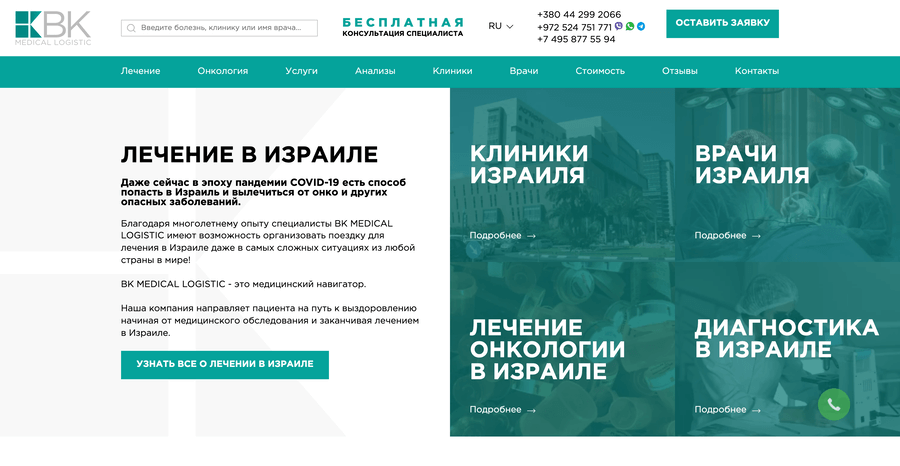 BK
MEDICAL LOGISTIC
Введите болезнь, клинику или имя врача...
БЕСПЛАТНАЯ
КОНСУЛЬТАЦИЯ СПЕЦИАЛИСТА
RU
+380 44 299 2066
+972 524 751 771
+7 495 877 55 94
ОСТАВИТЬ ЗАЯВКУ
Лечение
Онкология
Услуги
Анализы
Клиники
Врачи
Стоимость
Отзывы
Контакты
ЛЕЧЕНИЕ В ИЗРАИЛЕ
Даже сейчас в эпоху пандемии COVID-19 есть способ
попасть в Израиль и вылечиться от онко и других
опасных заболеваний.
Благодаря многолетнему опыту специалисты BK MEDICAL
LOGISTIC имеют возможность организовать поездку для
лечения в Израиле даже в самых сложных ситуациях из любой
страны в мире!
BK MEDICAL LOGISTIC - это медицинский навигатор.
Наша компания направляет пациента на путь к выздоровлению
начиная от медицинского обследования и заканчивая лечением
в Израиле.
УЗНАТЬ ВСЕ О ЛЕЧЕНИИ В ИЗРАИЛЕ
КЛИНИКИ
ИЗРАИЛЯ
Подробнее →
ВРАЧИ
ИЗРАИЛЯ
Подробнее →
ЛЕЧЕНИЕ
ОНКОЛОГИИ
В ИЗРАИЛЕ
Подробнее →
ДИАГНОСТИКА
В ИЗРАИЛЕ
Подробнее →